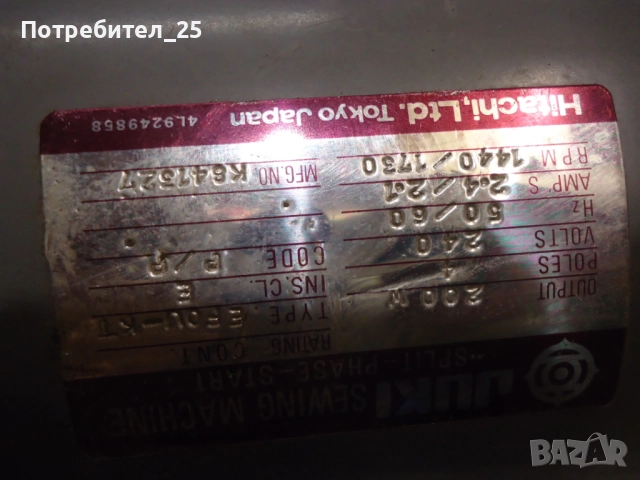 Потребител_25
JUKI SEWING MACHINE
SPLIT-PHASE-START
OUTPUT 200 W
POLES 4
VOLTS 240
Hz 50/60
AMP'S 2.4/2.1
RPM 1440/1730
RATING CONT.
TYPE
INS.CL. E
CODE
MFG.NO. K641527
Hitachi,Ltd. Tokyo Japan
4L9249858
BAZAR